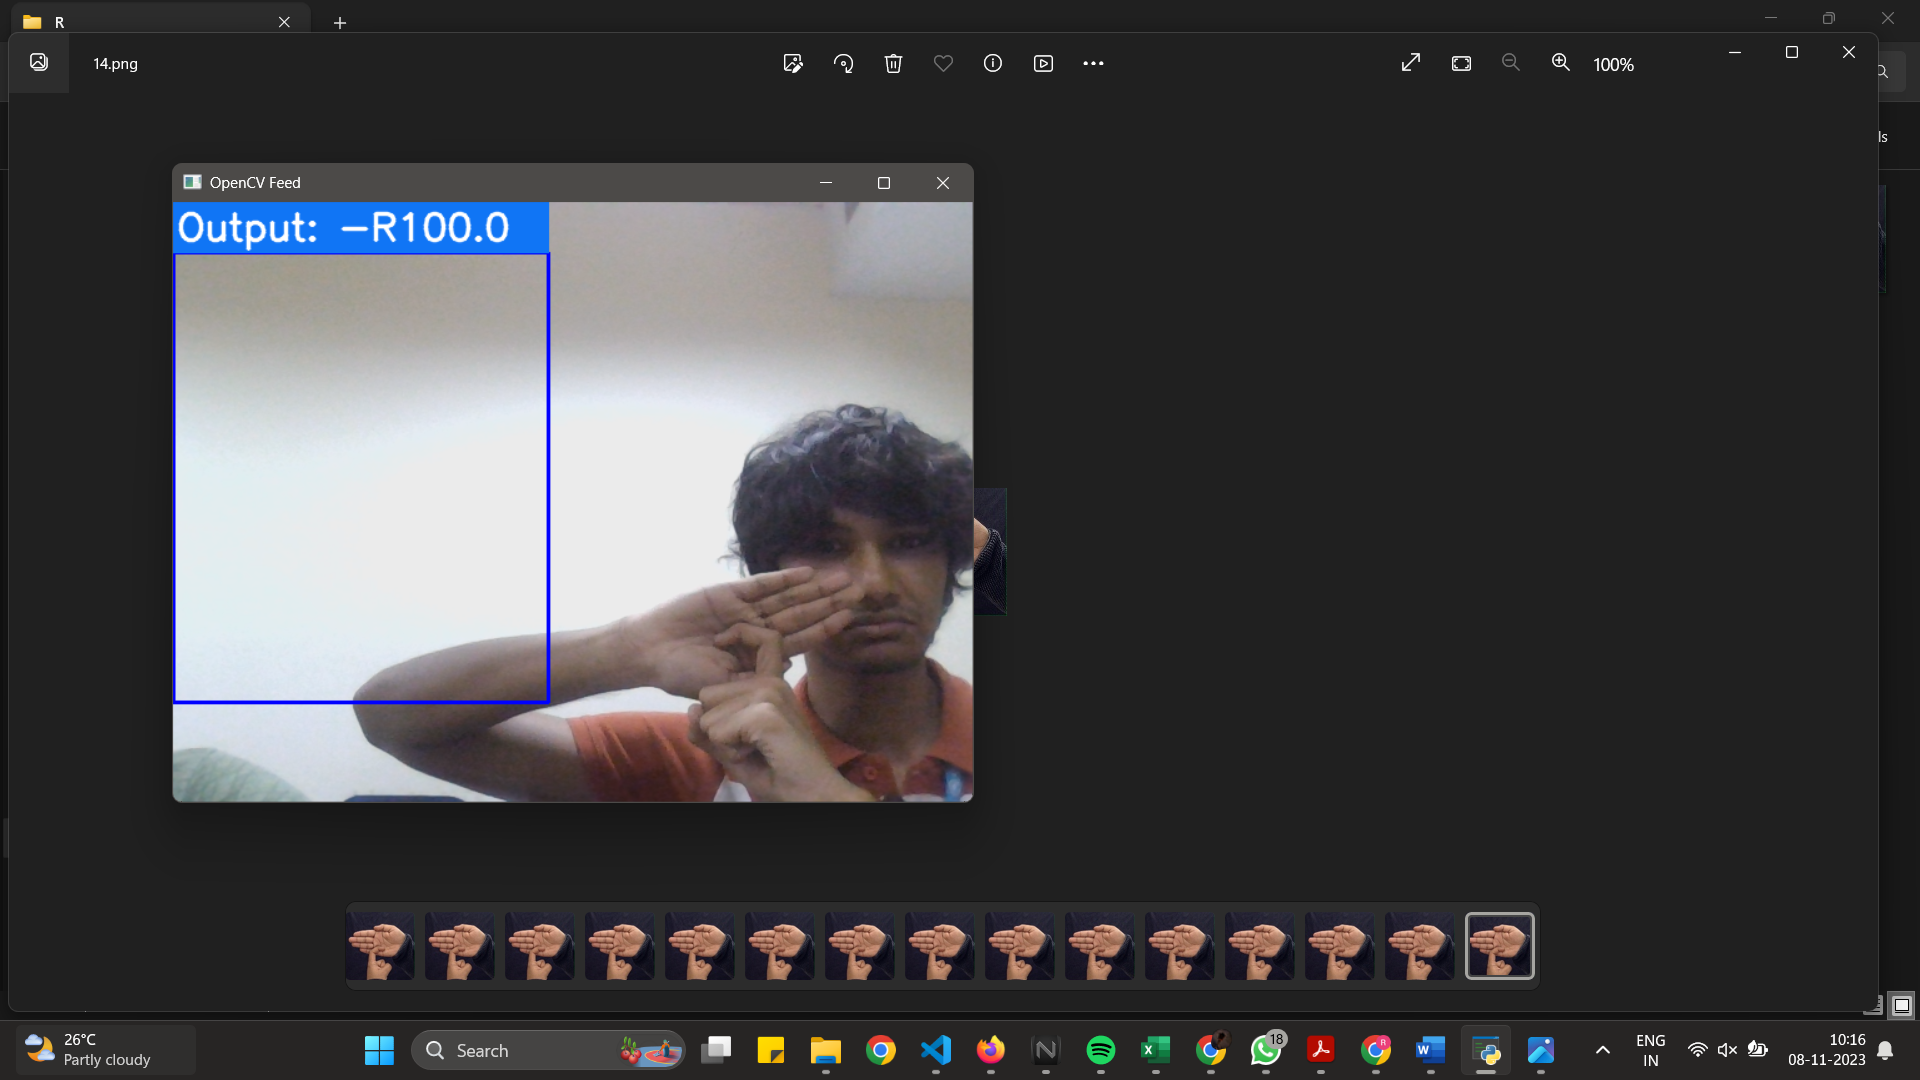 R
14.png
100%
ls
OpenCV Feed
Output: -R100.0
26°C
Partly cloudy
Search
18
R
ENG
IN
10:16
08-11-2023